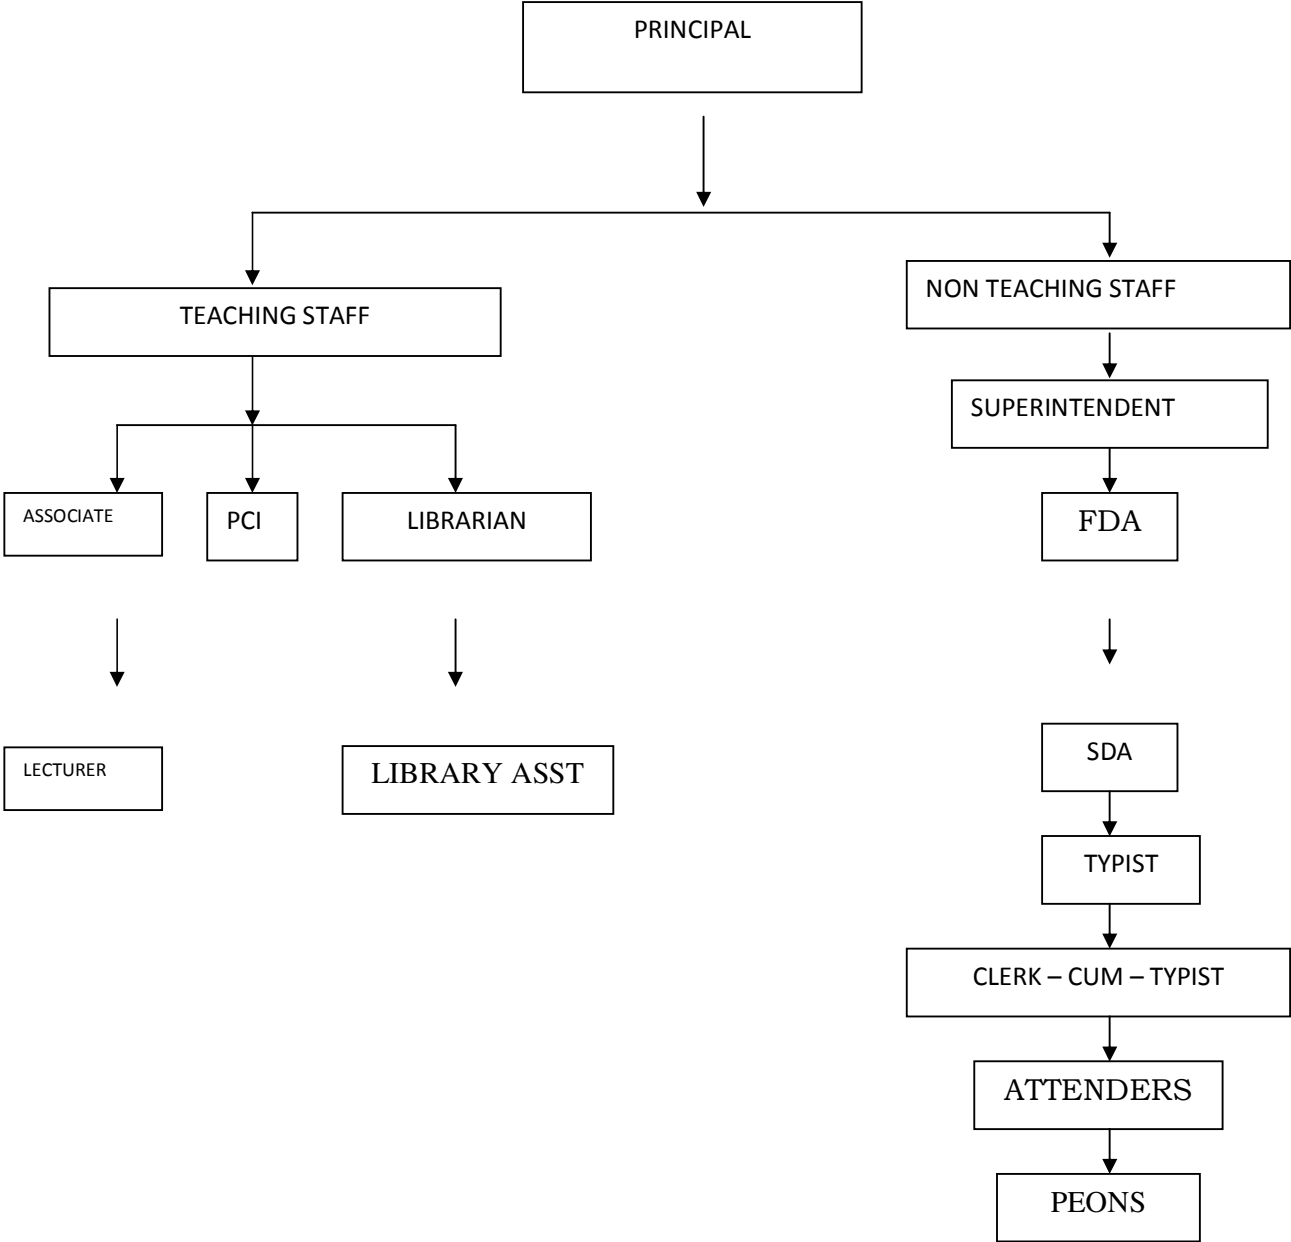 PRINCIPAL
TEACHING STAFF
NON TEACHING STAFF
SUPERINTENDENT
ASSOCIATE
PCI
LIBRARIAN
FDA
LECTURER
LIBRARY ASST
SDA
TYPIST
CLERK – CUM – TYPIST
ATTENDERS
PEONS